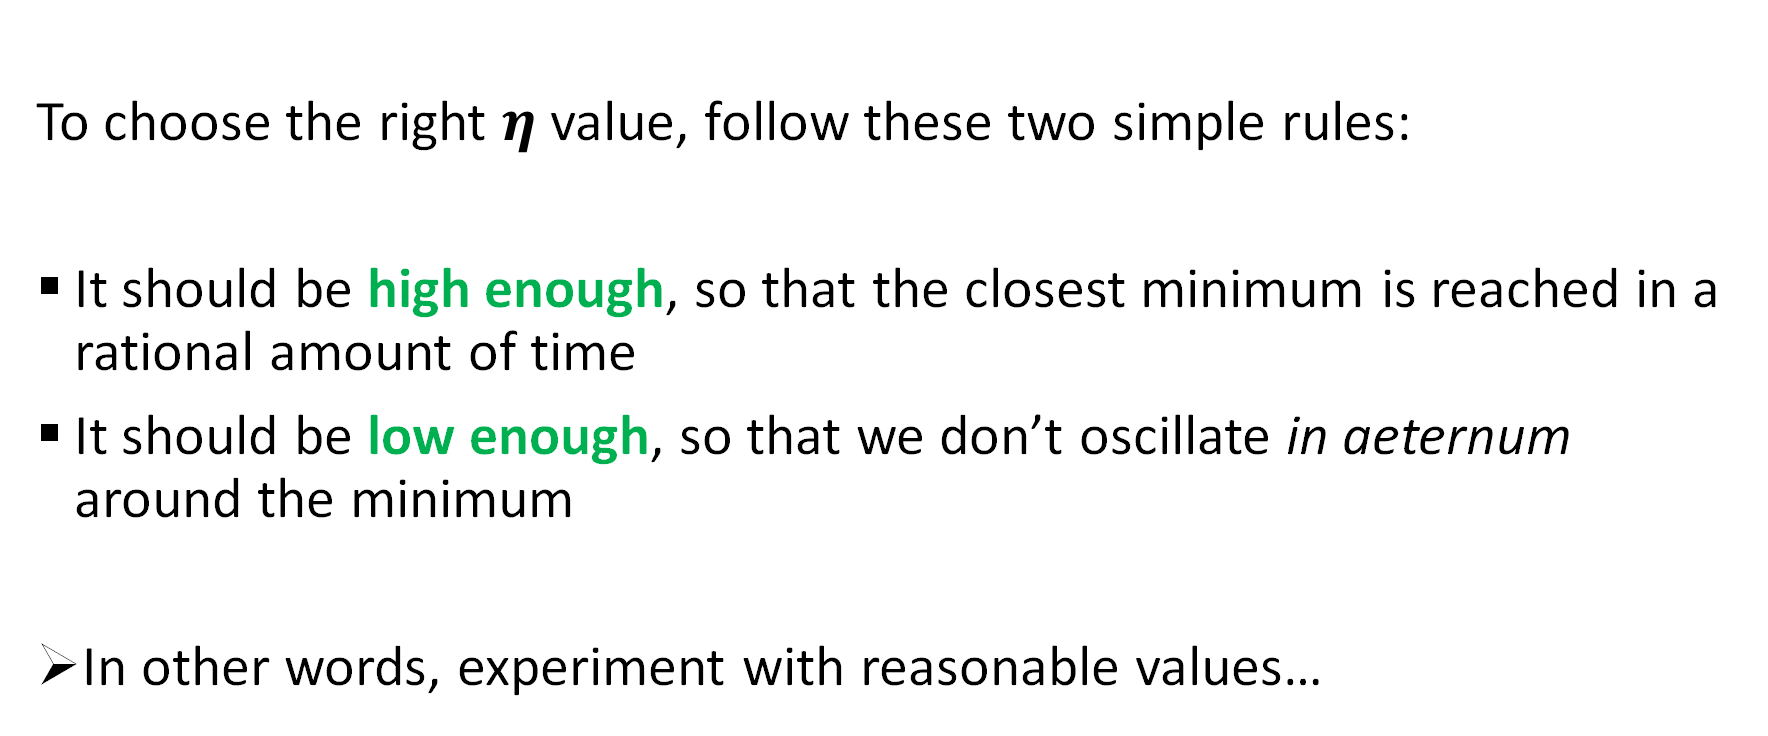 To choose the right η value, follow these two simple rules:
▪ It should be high enough, so that the closest minimum is reached in a
rational amount of time
▪ It should be low enough, so that we don’t oscillate in aeternum
around the minimum
➢In other words, experiment with reasonable values…